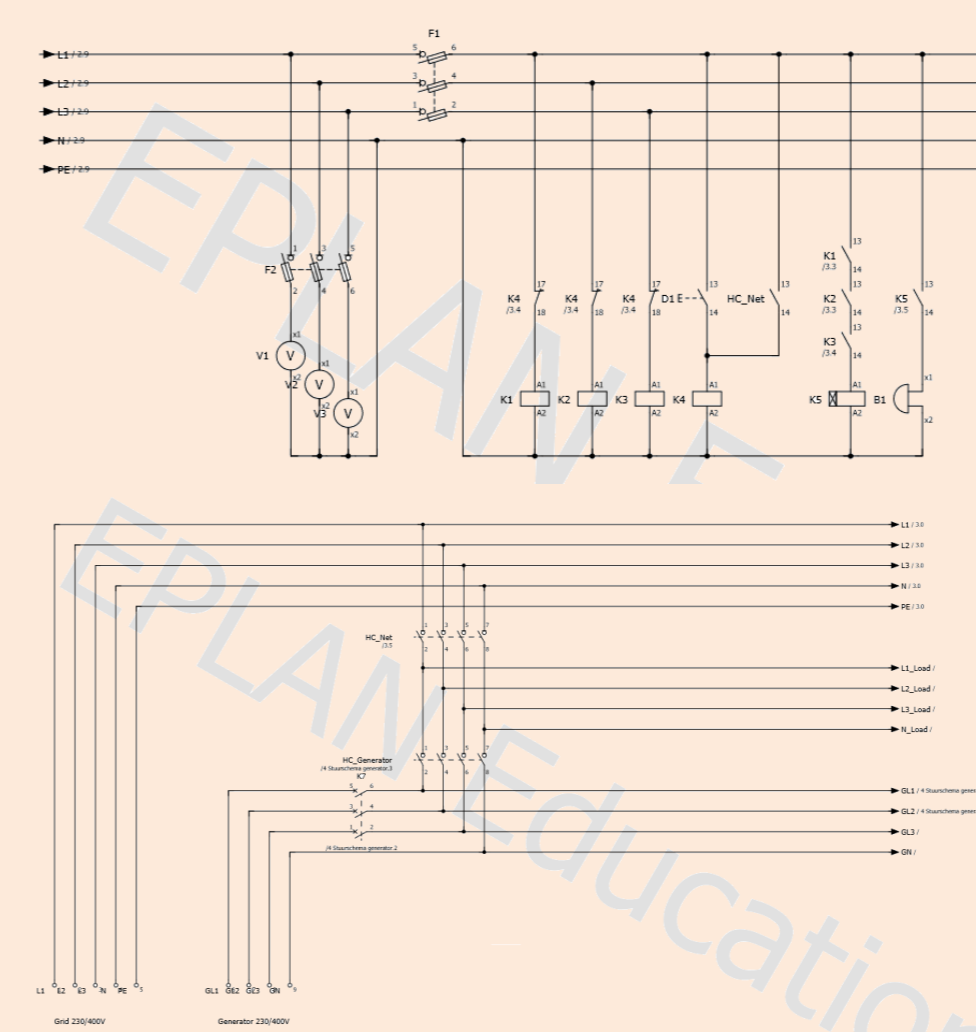 F1
L1 / 2.9
5 6
L2 / 2.9
3 4
L3 / 2.9
1 2
N / 2.9
PE / 2.9
EPLAN E
F2
1 3 5
2 4 6
K1
/3.3
13
14
K4
/3.4
17
18
K4
/3.4
17
18
K4
/3.4
17
18
D1 E
13
14
HC_Net
13
14
K2
/3.3
13
14
K5
/3.5
13
14
K3
/3.4
13
14
V1
x1
V
x2
V2
x1
V
x2
V3
x1
V
x2
K1
A1
A2
K2
A1
A2
K3
A1
A2
K4
A1
A2
K5
A1
A2
B1
x1
x2
EPLAN Education
L1 / 3.0
L2 / 3.0
L3 / 3.0
N / 3.0
PE / 3.0
HC_Net
/3.5
1 3 5 7
2 4 6 8
L1_Load /
L2_Load /
L3_Load /
N_Load /
HC_Generator
/4 Stuurschema generator.3
1 3 5 7
2 4 6 8
K7
5 6
3 4
1 2
/4 Stuurschema generator.2
GL1 / 4 Stuurschema gener
GL2 / 4 Stuurschema gener
GL3 /
GN /
L1 L2 L3 N PE 5
GL1 GL2 GL3 GN 9
Grid 230/400V
Generator 230/400V